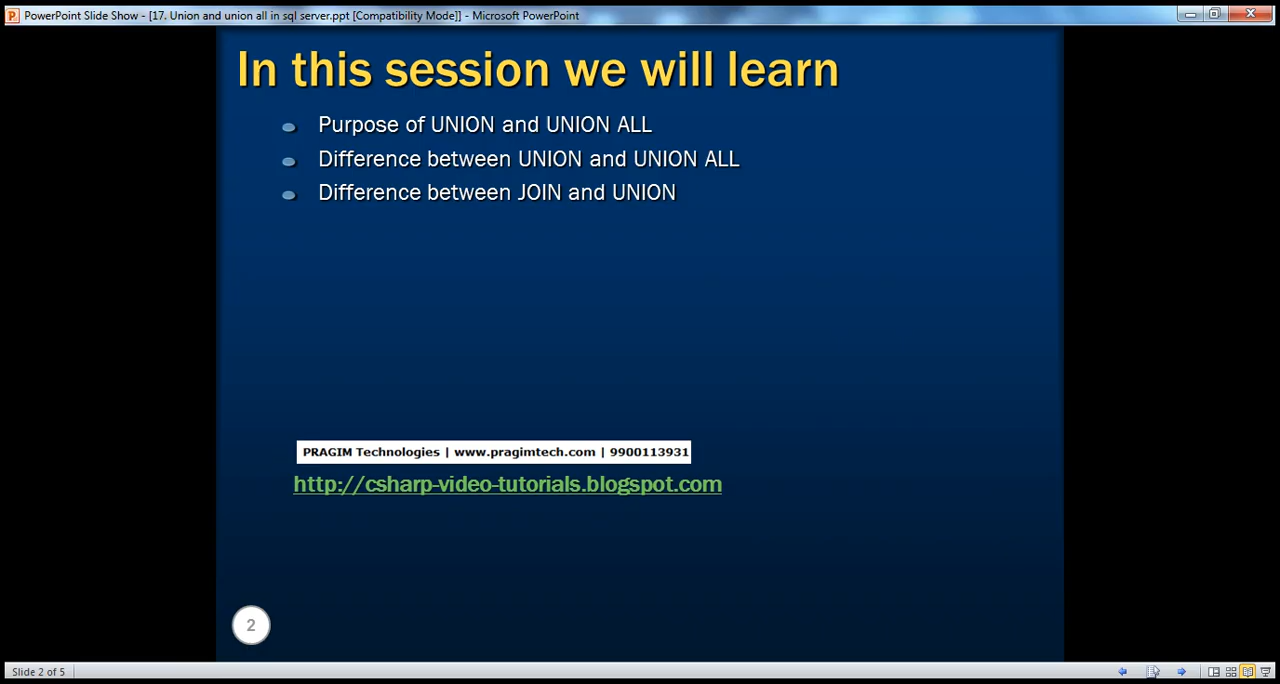 PowerPoint Slide Show - [17. Union and union all in sql server.ppt [Compatibility Mode]] - Microsoft PowerPoint
In this session we will learn
Purpose of UNION and UNION ALL
Difference between UNION and UNION ALL
Difference between JOIN and UNION
PRAGIM Technologies | www.pragimtech.com | 9900113931
http://csharp-video-tutorials.blogspot.com
2
Slide 2 of 5